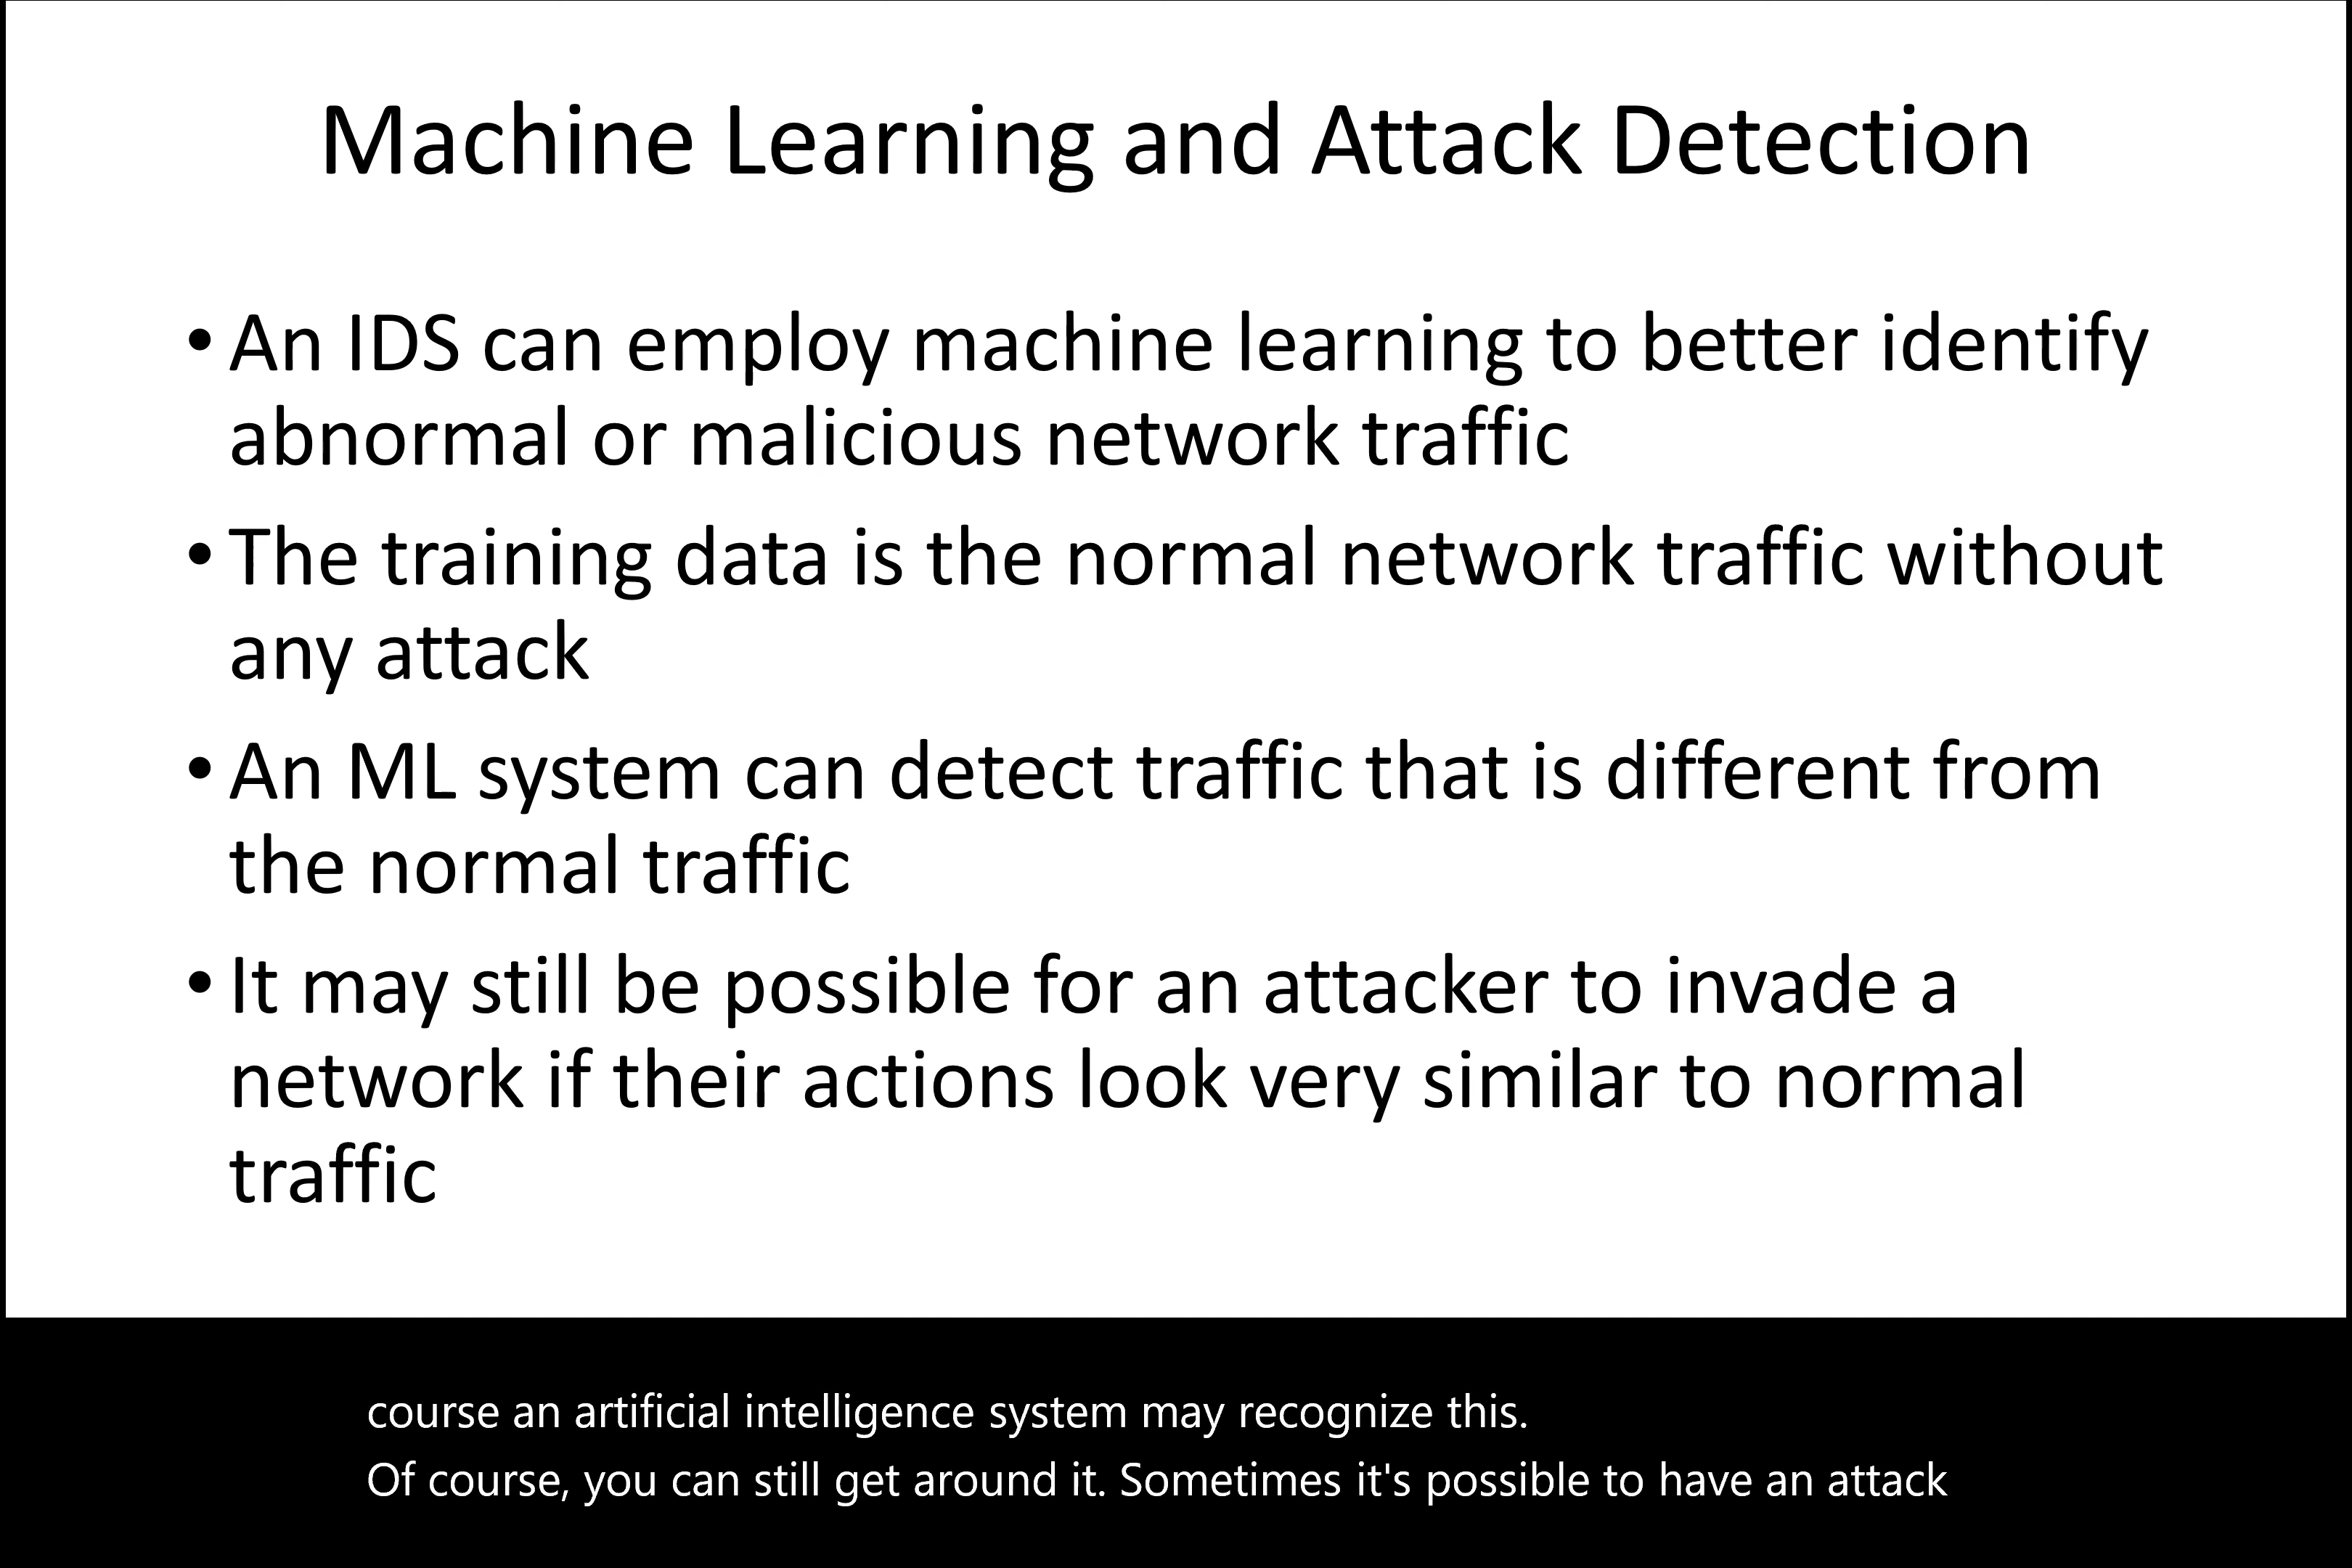 Machine Learning and Attack Detection
• An IDS can employ machine learning to better identify
abnormal or malicious network traffic
• The training data is the normal network traffic without
any attack
• An ML system can detect traffic that is different from
the normal traffic
• It may still be possible for an attacker to invade a
network if their actions look very similar to normal
traffic
course an artificial intelligence system may recognize this.
Of course, you can still get around it. Sometimes it's possible to have an attack